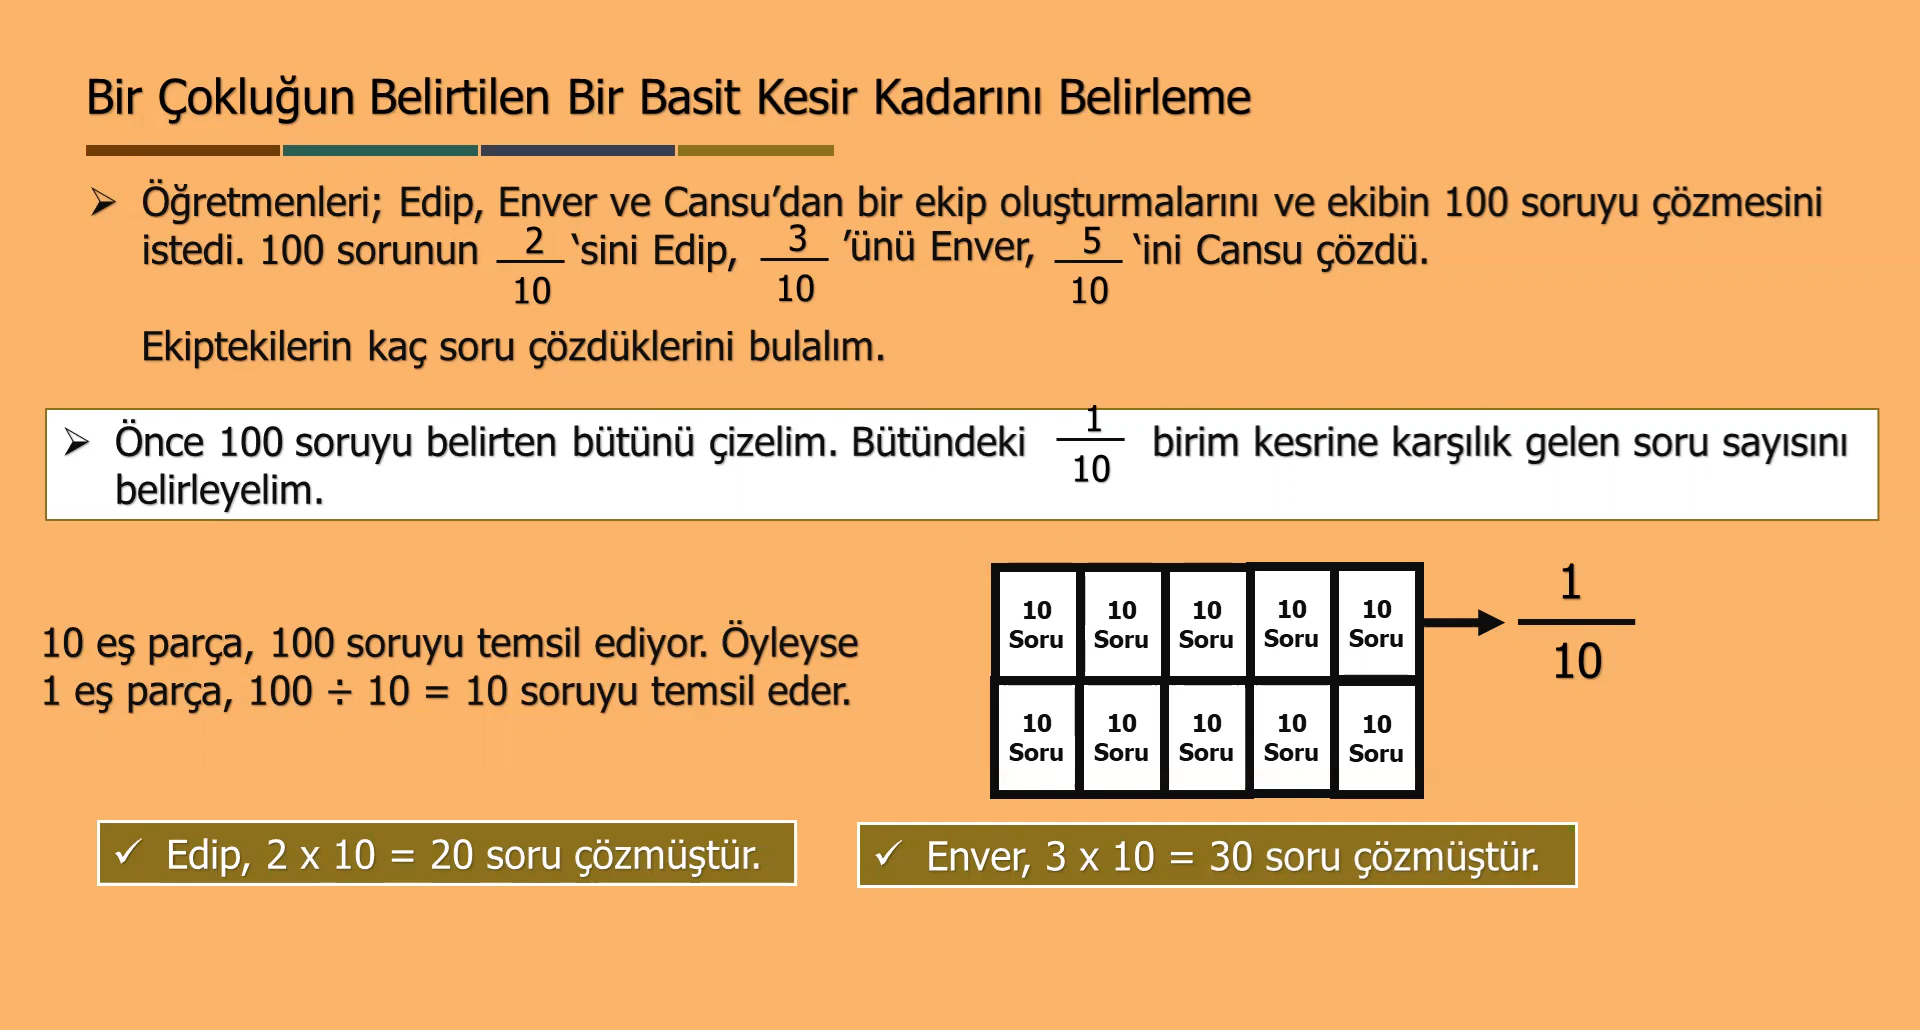 Bir Çokluğun Belirtilen Bir Basit Kesir Kadarını Belirleme
➢ Öğretmenleri; Edip, Enver ve Cansu’dan bir ekip oluşturmalarını ve ekibin 100 soruyu çözmesini
istedi. 100 sorunun 2/10 ‘sini Edip, 3/10 ’ünü Enver, 5/10 ‘ini Cansu çözdü.
Ekiptekilerin kaç soru çözdüklerini bulalım.
➢ Önce 100 soruyu belirten bütünü çizelim. Bütündeki 1/10 birim kesrine karşılık gelen soru sayısını
belirleyelim.
10 eş parça, 100 soruyu temsil ediyor. Öyleyse
1 eş parça, 100 ÷ 10 = 10 soruyu temsil eder.
10 10 10 10 10
Soru Soru Soru Soru Soru
1/10
10 10 10 10 10
Soru Soru Soru Soru Soru
✓ Edip, 2 x 10 = 20 soru çözmüştür.
✓ Enver, 3 x 10 = 30 soru çözmüştür.